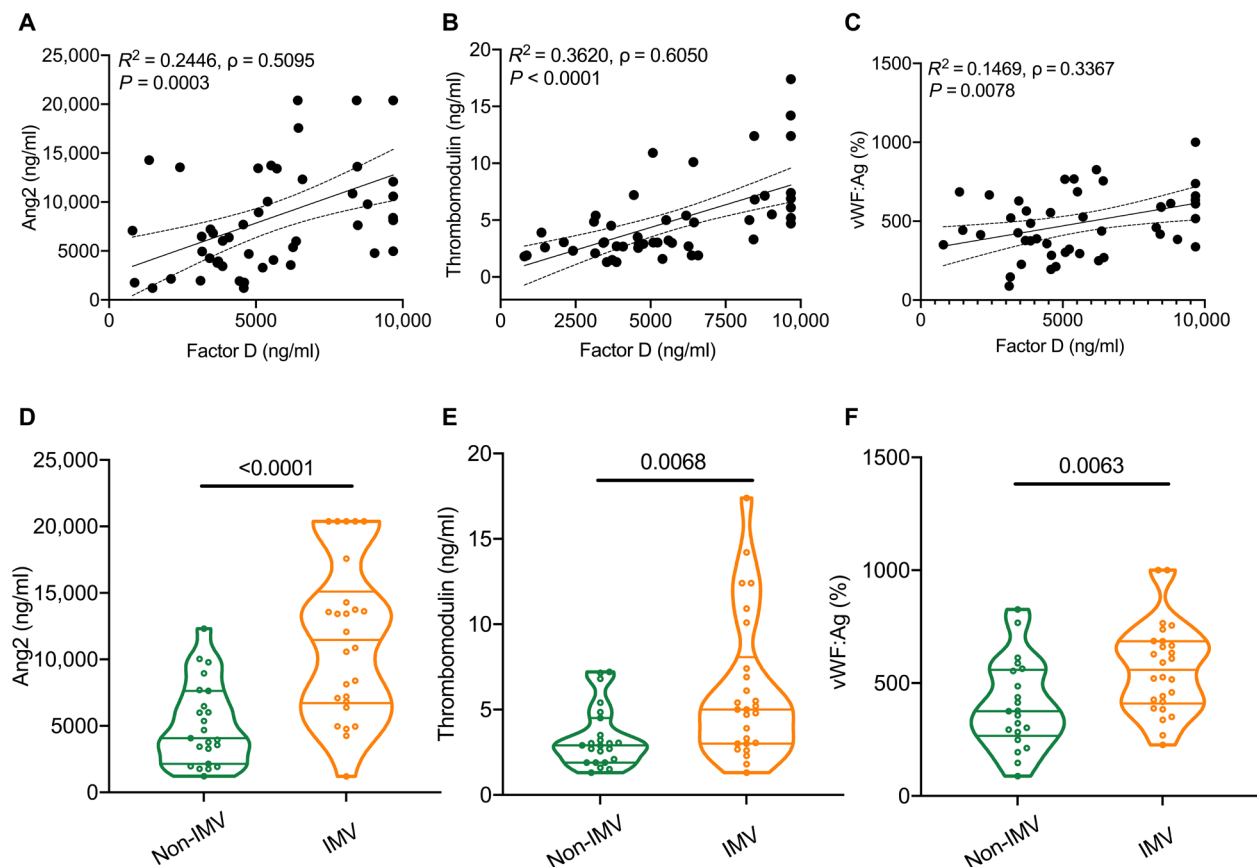 A
R² = 0.2446, ρ = 0.5095
P = 0.0003
25,000
20,000
15,000
10,000
5000
0
Ang2 (ng/ml)
0
5000
10,000
Factor D (ng/ml)
B
R² = 0.3620, ρ = 0.6050
P < 0.0001
20
15
10
5
0
Thrombomodulin (ng/ml)
0
2500
5000
7500
10,000
Factor D (ng/ml)
C
R² = 0.1469, ρ = 0.3367
P = 0.0078
1500
1000
500
0
vWF:Ag (%)
0
5000
10,000
Factor D (ng/ml)
D
<0.0001
25,000
20,000
15,000
10,000
5000
0
Ang2 (ng/ml)
Non-IMV
IMV
E
0.0068
20
15
10
5
0
Thrombomodulin (ng/ml)
Non-IMV
IMV
F
0.0063
1500
1000
500
0
vWF:Ag (%)
Non-IMV
IMV